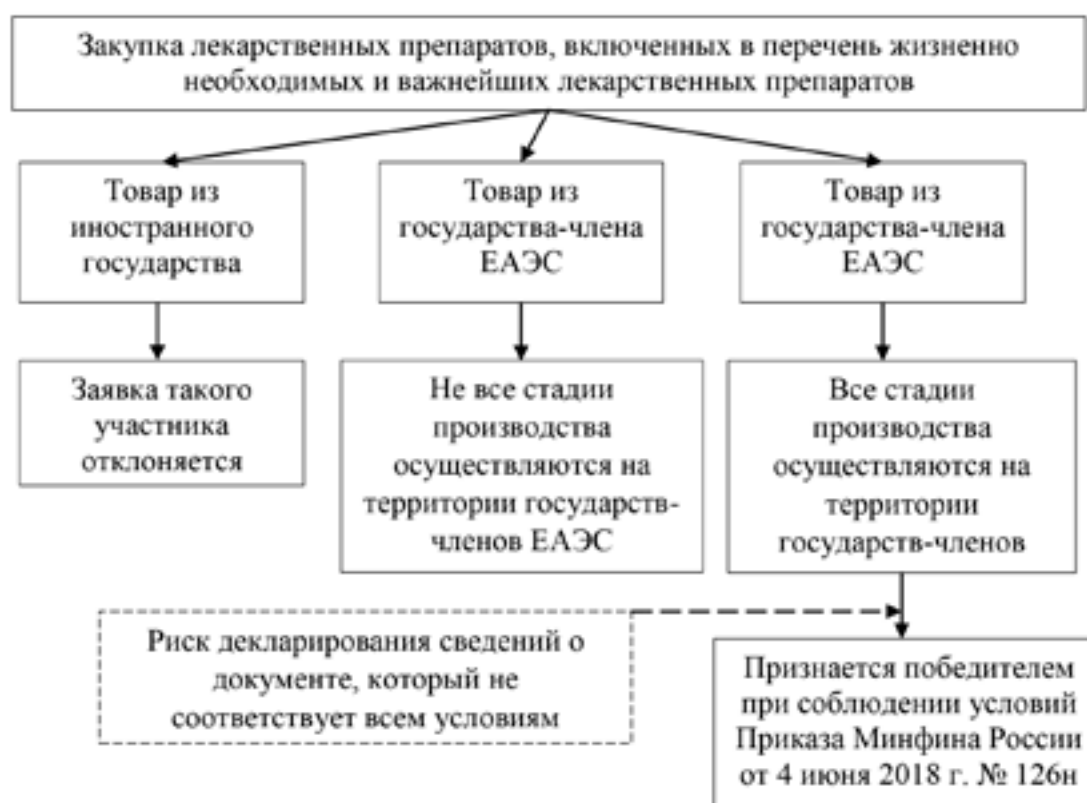 Закупка лекарственных препаратов, включенных в перечень жизненно
необходимых и важнейших лекарственных препаратов
Товар из
иностранного
государства
Товар из
государства-члена
ЕАЭС
Товар из
государства-члена
ЕАЭС
Заявка такого
участника
отклоняется
Не все стадии
производства
осуществляются на
территории государств-
членов ЕАЭС
Все стадии
производства
осуществляются на
территории
государств-членов
Риск декларирования сведений о
документе, который не
соответствует всем условиям
Признается победителем
при соблюдении условий
Приказа Минфина России
от 4 июня 2018 г. № 126н